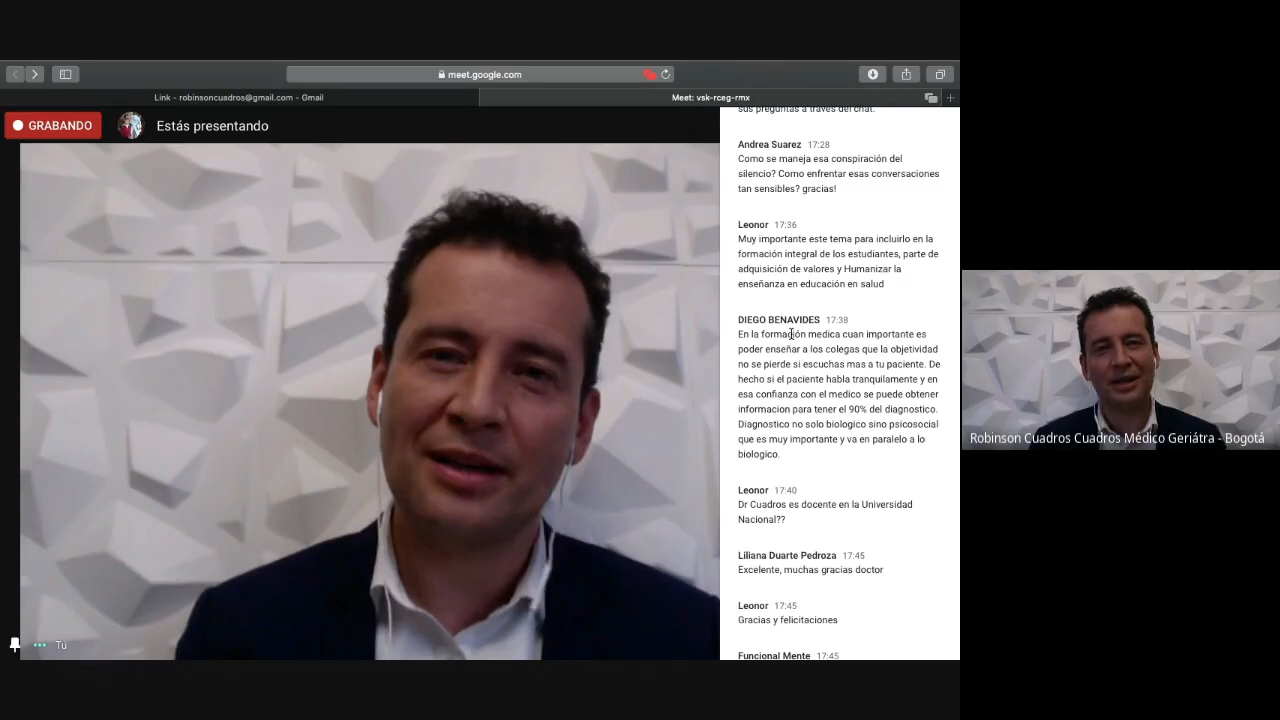 meet.google.com
Link - robinsoncuadros@gmail.com - Gmail
Meet: vsk-rceg-rmx
GRABANDO
Estás presentando
sus preguntas a través del chat.
Andrea Suarez 17:28
Como se maneja esa conspiración del
silencio? Como enfrentar esas conversaciones
tan sensibles? gracias!
Leonor 17:36
Muy importante este tema para incluirlo en la
formación integral de los estudiantes, parte de
adquisición de valores y Humanizar la
enseñanza en educación en salud
DIEGO BENAVIDES 17:38
En la formación medica cuan importante es
poder enseñar a los colegas que la objetividad
no se pierde si escuchas mas a tu paciente. De
hecho si el paciente habla tranquilamente y en
esa confianza con el medico se puede obtener
informacion para tener el 90% del diagnostico.
Diagnostico no solo biologico sino psicosocial
que es muy importante y va en paralelo a lo
biologico.
Leonor 17:40
Dr Cuadros es docente en la Universidad
Nacional??
Liliana Duarte Pedroza 17:45
Excelente, muchas gracias doctor
Leonor 17:45
Gracias y felicitaciones
Funcional Mente 17:45
Tú
Robinson Cuadros Cuadros Médico Geriátra - Bogotá